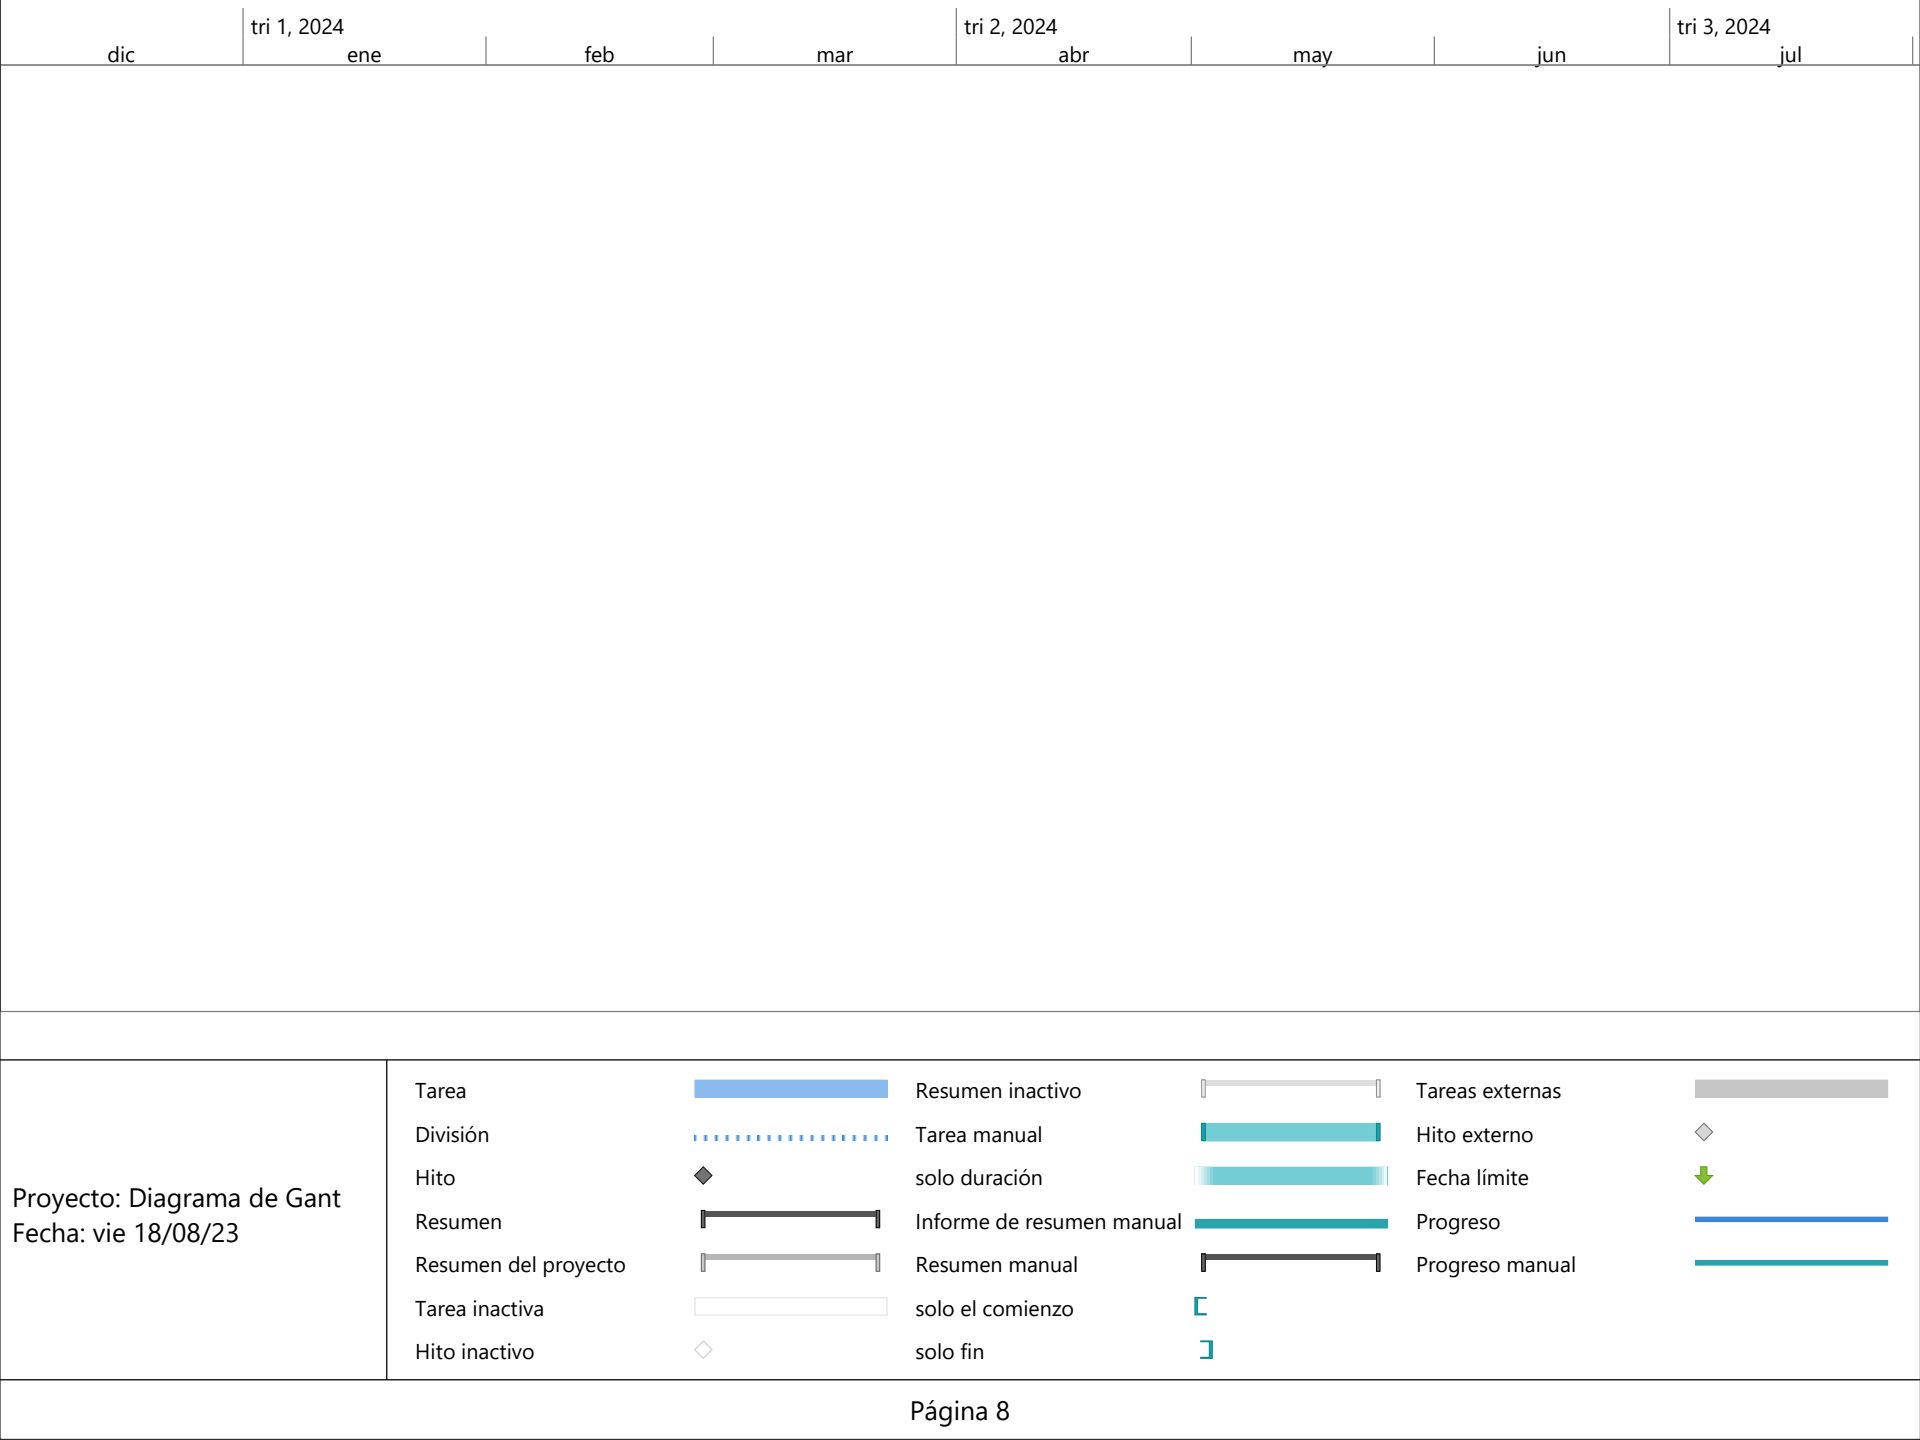 tri 1, 2024 tri 2, 2024 tri 3, 2024
dic ene feb mar abr may jun jul
Proyecto: Diagrama de Gant
Fecha: vie 18/08/23
Tarea
División
Hito
Resumen
Resumen del proyecto
Tarea inactiva
Hito inactivo
Resumen inactivo
Tarea manual
solo duración
Informe de resumen manual
Resumen manual
solo el comienzo
solo fin
Tareas externas
Hito externo
Fecha límite
Progreso
Progreso manual
Página 8